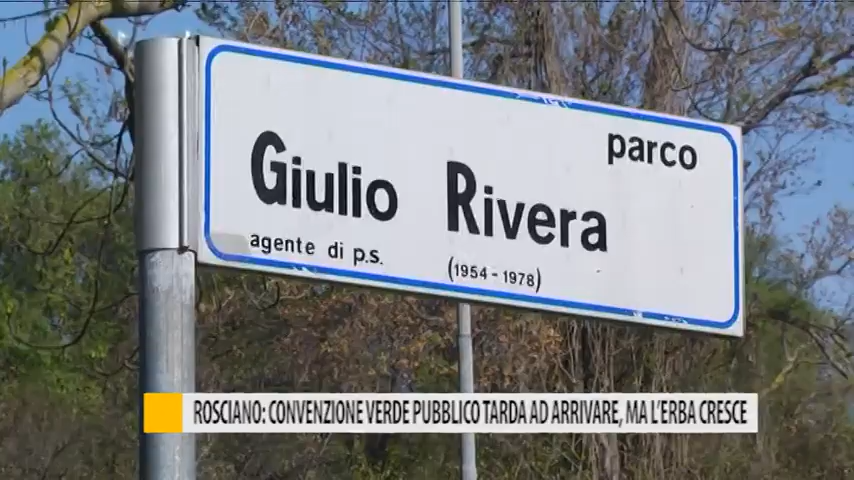 parco
Giulio Rivera
agente di p.s. (1954-1978)
ROSCIANO: CONVENZIONE VERDE PUBBLICO TARDA AD ARRIVARE, MA L'ERBA CRESCE